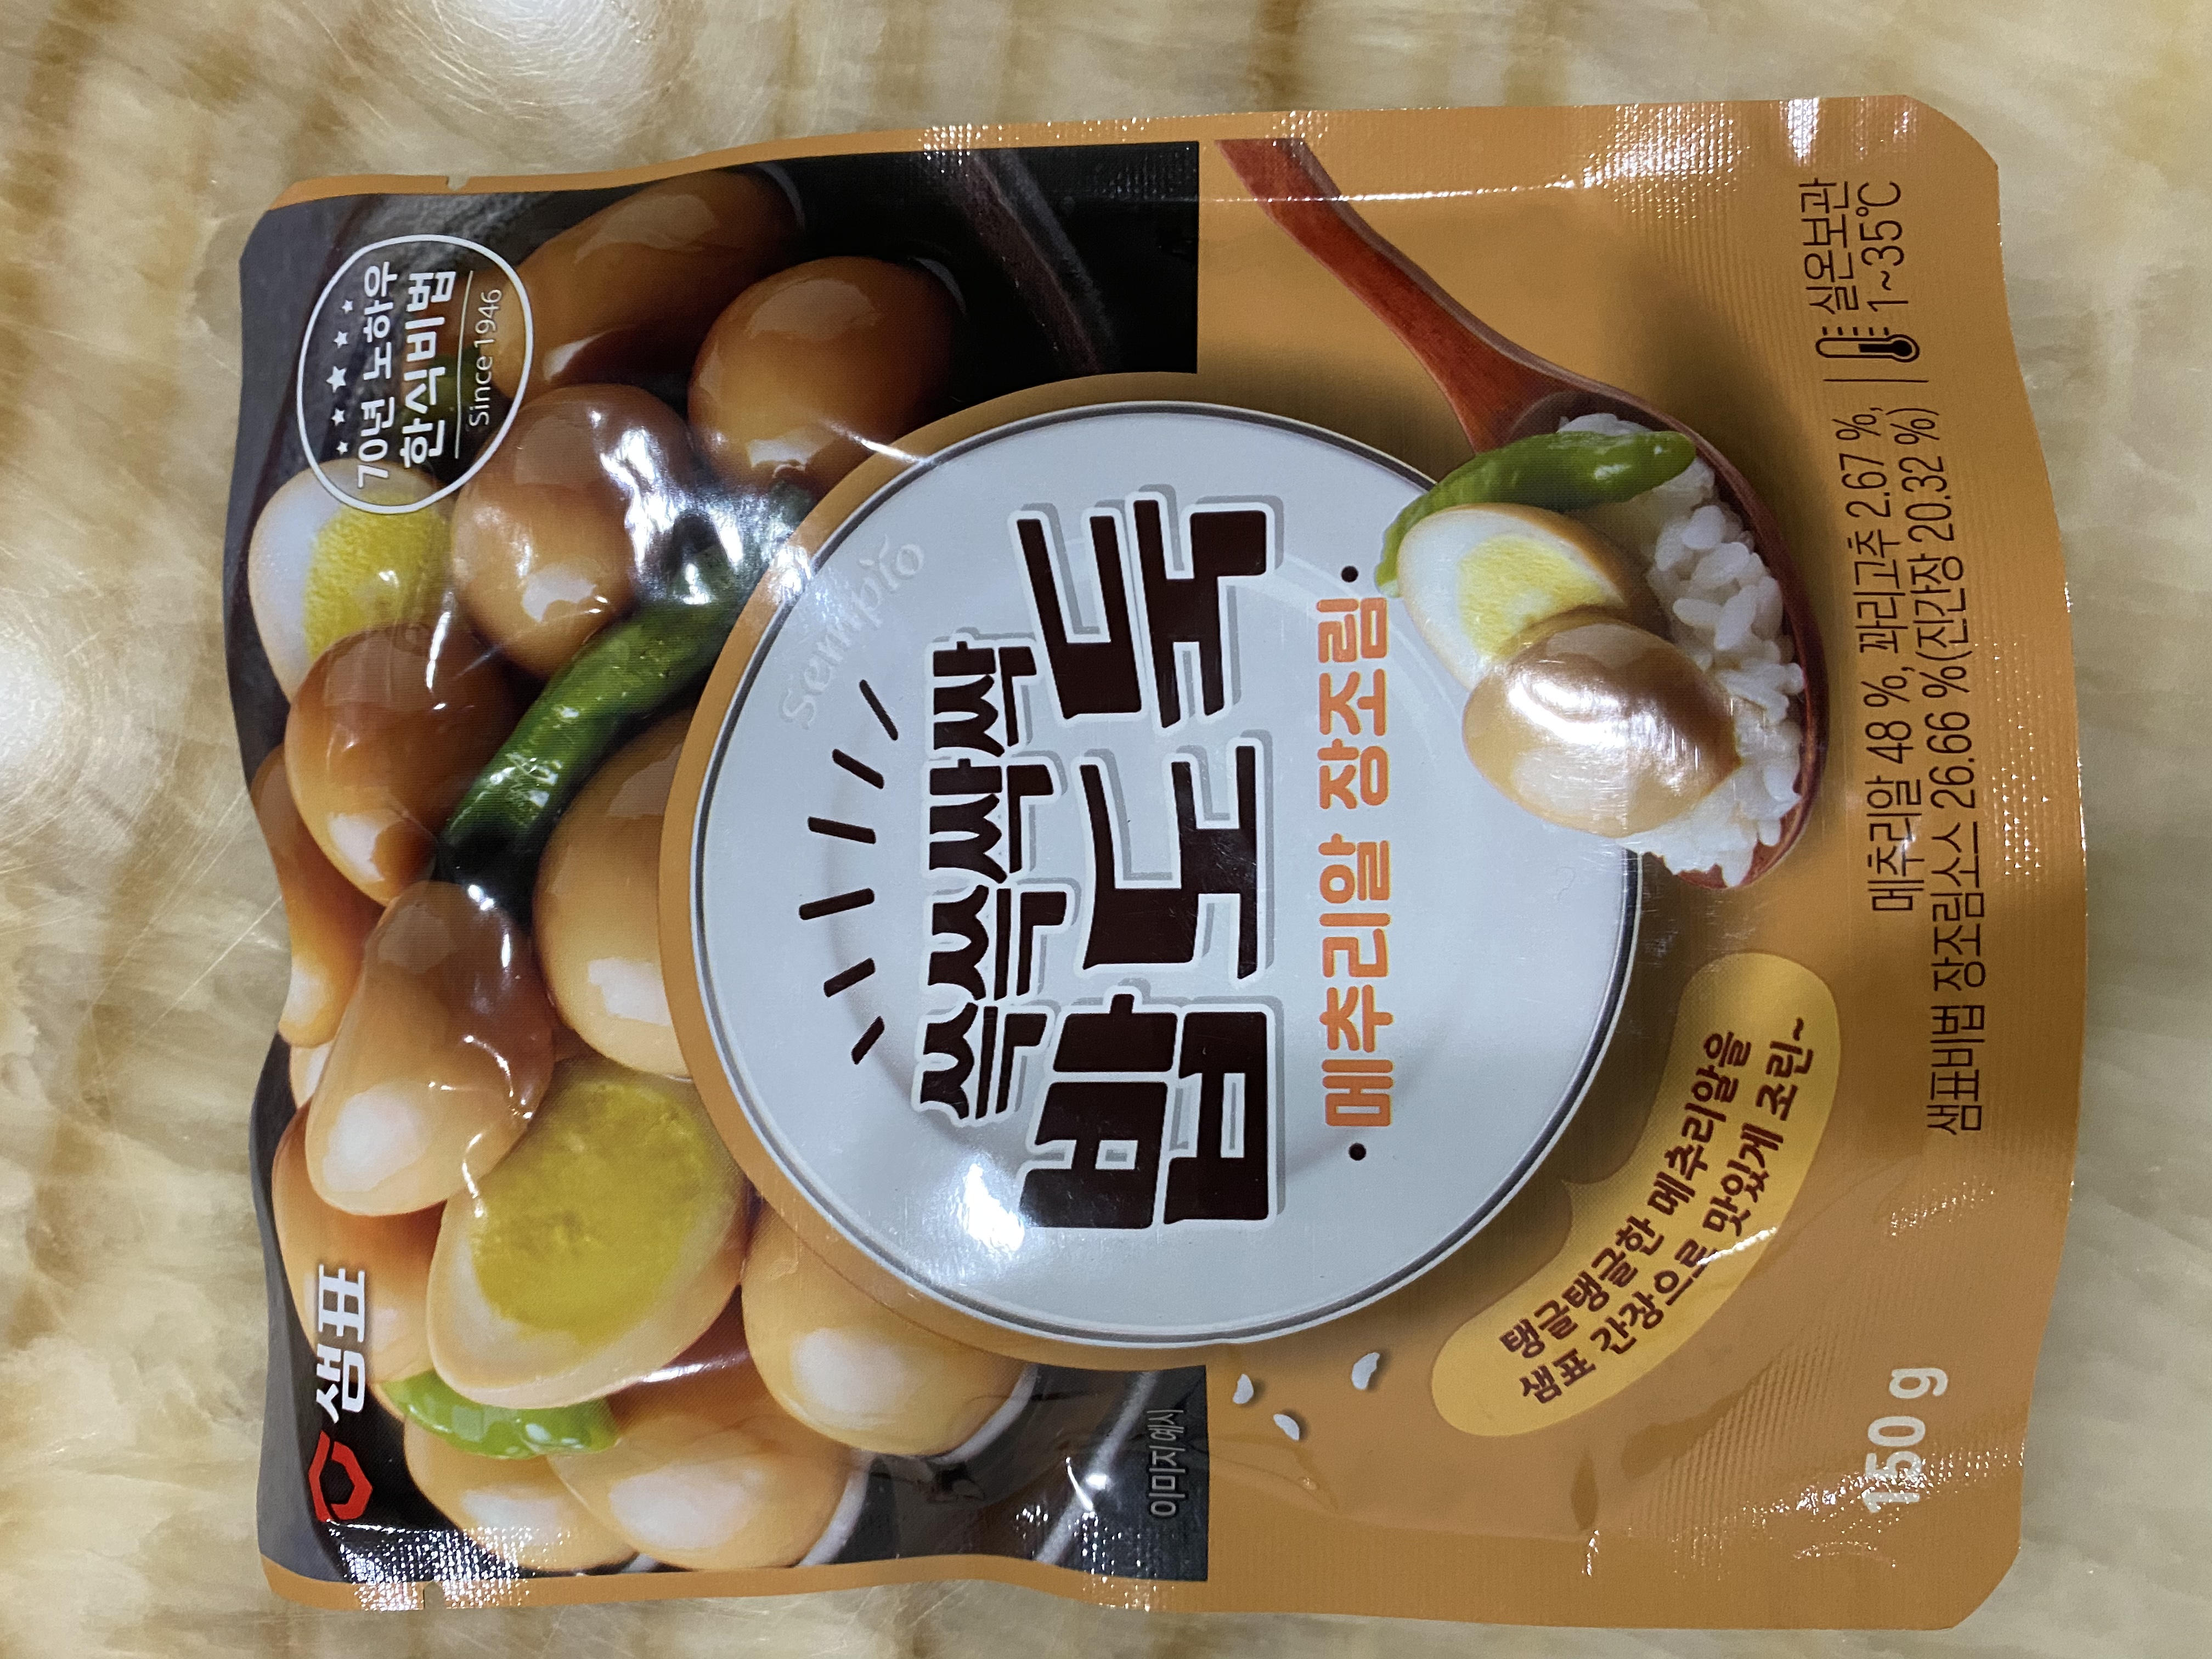 샘표
70년 노하우
한식비법
Since 1946
sempio
쓱쓱싹싹
밥도둑
· 메추리알 장조림 ·
이미지 예시
탱글탱글한 메추리알을
샘표 간장으로 맛있게 조린~
150 g
메추리알 48 %, 꽈리고추 2.67 %,
샘표비법 장조림소스 26.66 %(진간장 20.32 %)
실온보관
1~35℃